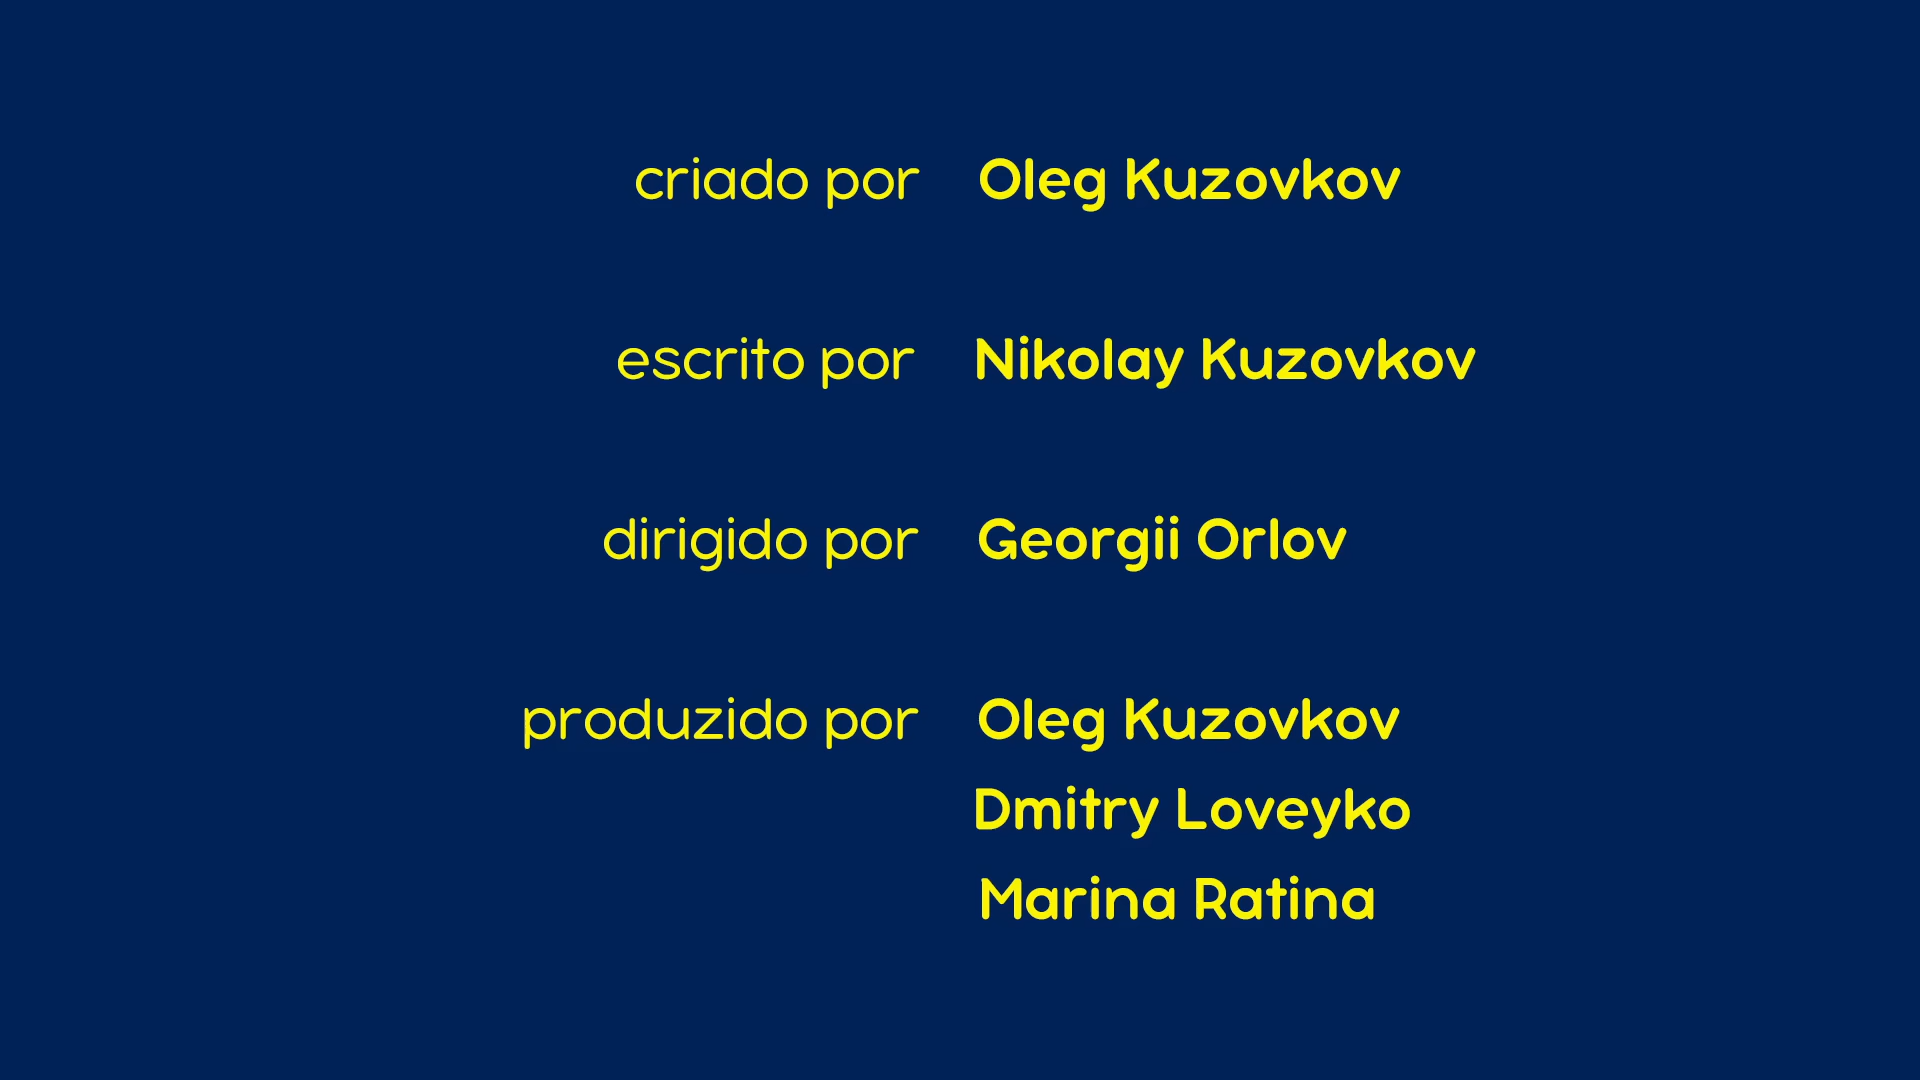 criado por Oleg Kuzovkov
escrito por Nikolay Kuzovkov
dirigido por Georgii Orlov
produzido por Oleg Kuzovkov
Dmitry Loveyko
Marina Ratina